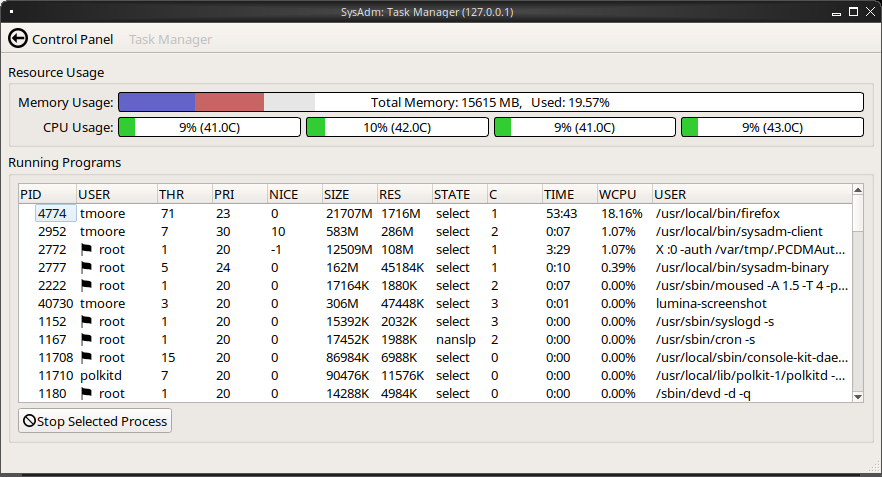 SysAdm: Task Manager (127.0.0.1)
Control Panel Task Manager
Resource Usage
Memory Usage: Total Memory: 15615 MB, Used: 19.57%
CPU Usage: 9% (41.0C) 10% (42.0C) 9% (41.0C) 9% (43.0C)
Running Programs
PID USER THR PRI NICE SIZE RES STATE C TIME WCPU USER
4774 tmoore 71 23 0 21707M 1716M select 1 53:43 18.16% /usr/local/bin/firefox
2952 tmoore 7 30 10 583M 286M select 2 0:07 1.07% /usr/local/bin/sysadm-client
2772 root 1 20 -1 12509M 108M select 1 3:29 1.07% X :0 -auth /var/tmp/.PCDMAut...
2777 root 5 24 0 162M 45184K select 1 0:10 0.39% /usr/local/bin/sysadm-binary
2222 root 1 20 0 17164K 1880K select 2 0:07 0.00% /usr/sbin/moused -A 1.5 -T 4 -p...
40730 tmoore 3 20 0 306M 47448K select 3 0:01 0.00% lumina-screenshot
1152 root 1 20 0 15392K 2032K select 3 0:00 0.00% /usr/sbin/syslogd -s
1167 root 1 20 0 17452K 1988K nanslp 2 0:00 0.00% /usr/sbin/cron -s
11708 root 15 20 0 86984K 6988K select 0 0:00 0.00% /usr/local/sbin/console-kit-dae...
11710 polkitd 7 20 0 90476K 11576K select 0 0:00 0.00% /usr/local/lib/polkit-1/polkitd -...
1180 root 1 20 0 14288K 4984K select 0 0:00 0.00% /sbin/devd -d -q
Stop Selected Process